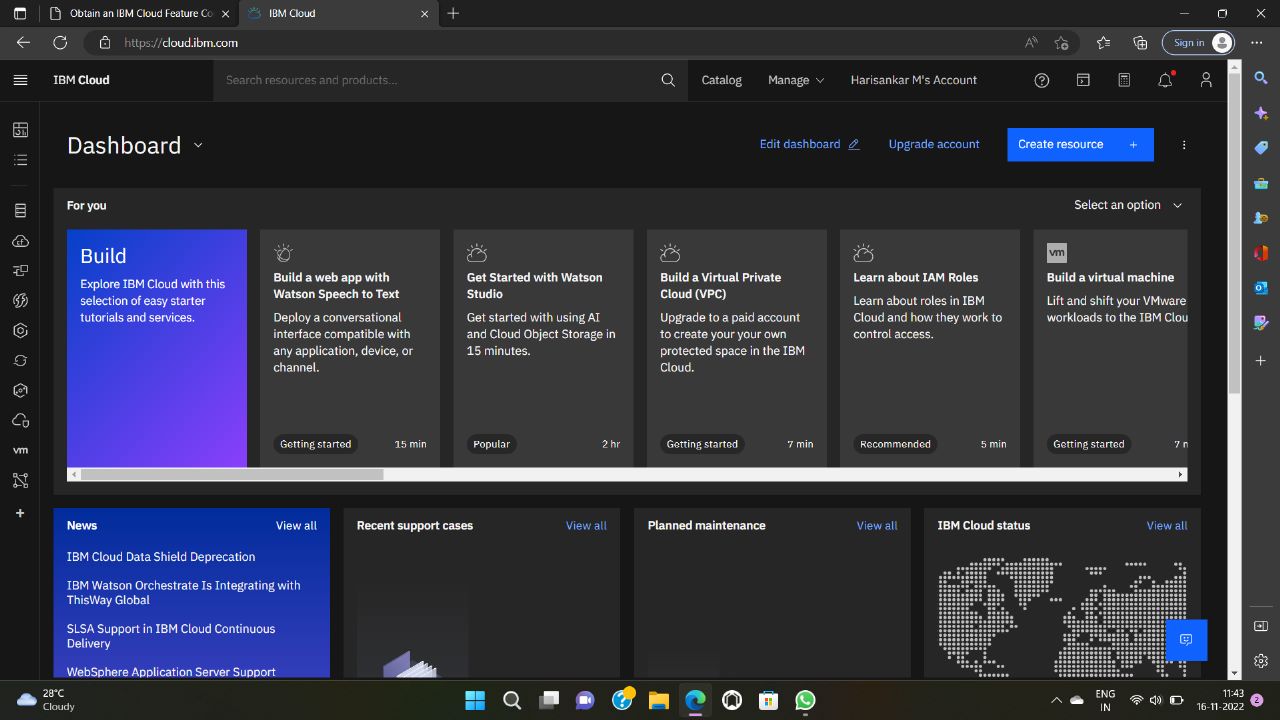 Obtain an IBM Cloud Feature Co
IBM Cloud
https://cloud.ibm.com
Sign in
IBM Cloud
Search resources and products...
Catalog
Manage
Harisankar M's Account
Dashboard
Edit dashboard
Upgrade account
Create resource +
For you
Select an option
Build
Explore IBM Cloud with this
selection of easy starter
tutorials and services.
Build a web app with
Watson Speech to Text
Deploy a conversational
interface compatible with
any application, device, or
channel.
Getting started
15 min
Get Started with Watson
Studio
Get started with using AI
and Cloud Object Storage in
15 minutes.
Popular
2 hr
Build a Virtual Private
Cloud (VPC)
Upgrade to a paid account
to create your your own
protected space in the IBM
Cloud.
Getting started
7 min
Learn about IAM Roles
Learn about roles in IBM
Cloud and how they work to
control access.
Recommended
5 min
vm
Build a virtual machine
Lift and shift your VMware
workloads to the IBM Clou
Getting started
7 n
vm
News
View all
IBM Cloud Data Shield Deprecation
IBM Watson Orchestrate Is Integrating with
ThisWay Global
SLSA Support in IBM Cloud Continuous
Delivery
WebSphere Application Server Support
Recent support cases
View all
Planned maintenance
View all
IBM Cloud status
View all
28°C
Cloudy
ENG
IN
11:43
16-11-2022
2